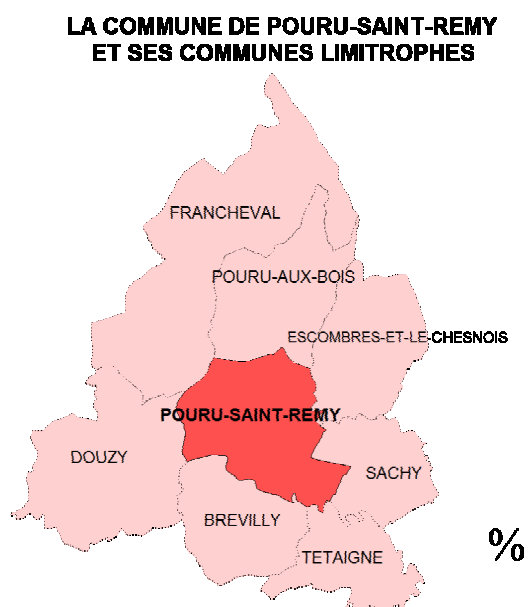 LA COMMUNE DE POURU-SAINT-REMY
ET SES COMMUNES LIMITROPHES
FRANCHEVAL
POURU-AUX-BOIS
ESCOMBRES-ET-LE-CHESNOIS
POURU-SAINT-REMY
DOUZY
SACHY
BREVILLY
TETAIGNE
%